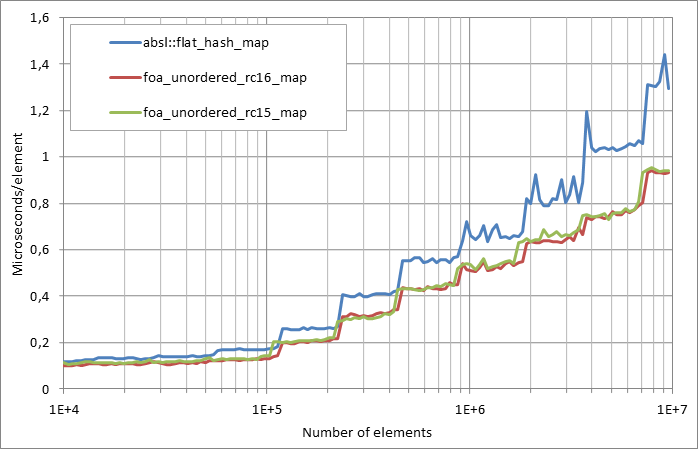 1,6
1,4
1,2
1
0,8
0,6
0,4
0,2
0
Microseconds/element
absl::flat_hash_map
foa_unordered_rc16_map
foa_unordered_rc15_map
1E+4
1E+5
1E+6
1E+7
Number of elements